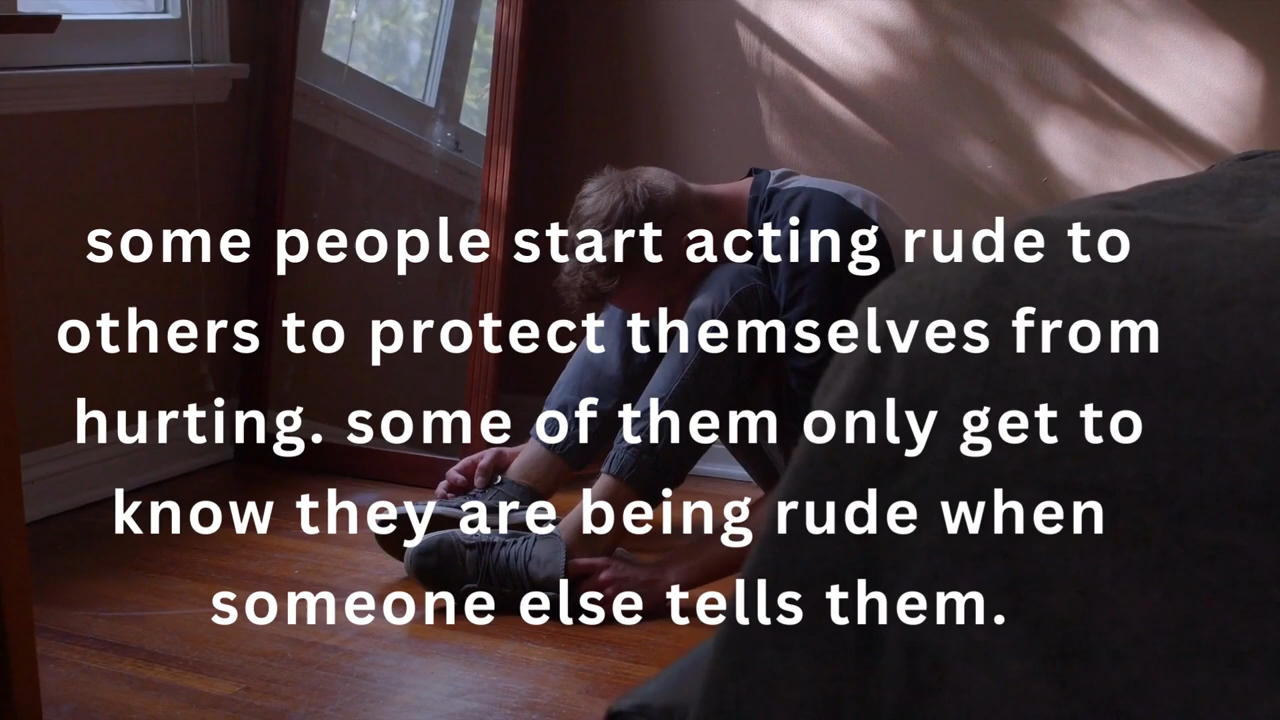 some people start acting rude to
others to protect themselves from
hurting. some of them only get to
know they are being rude when
someone else tells them.